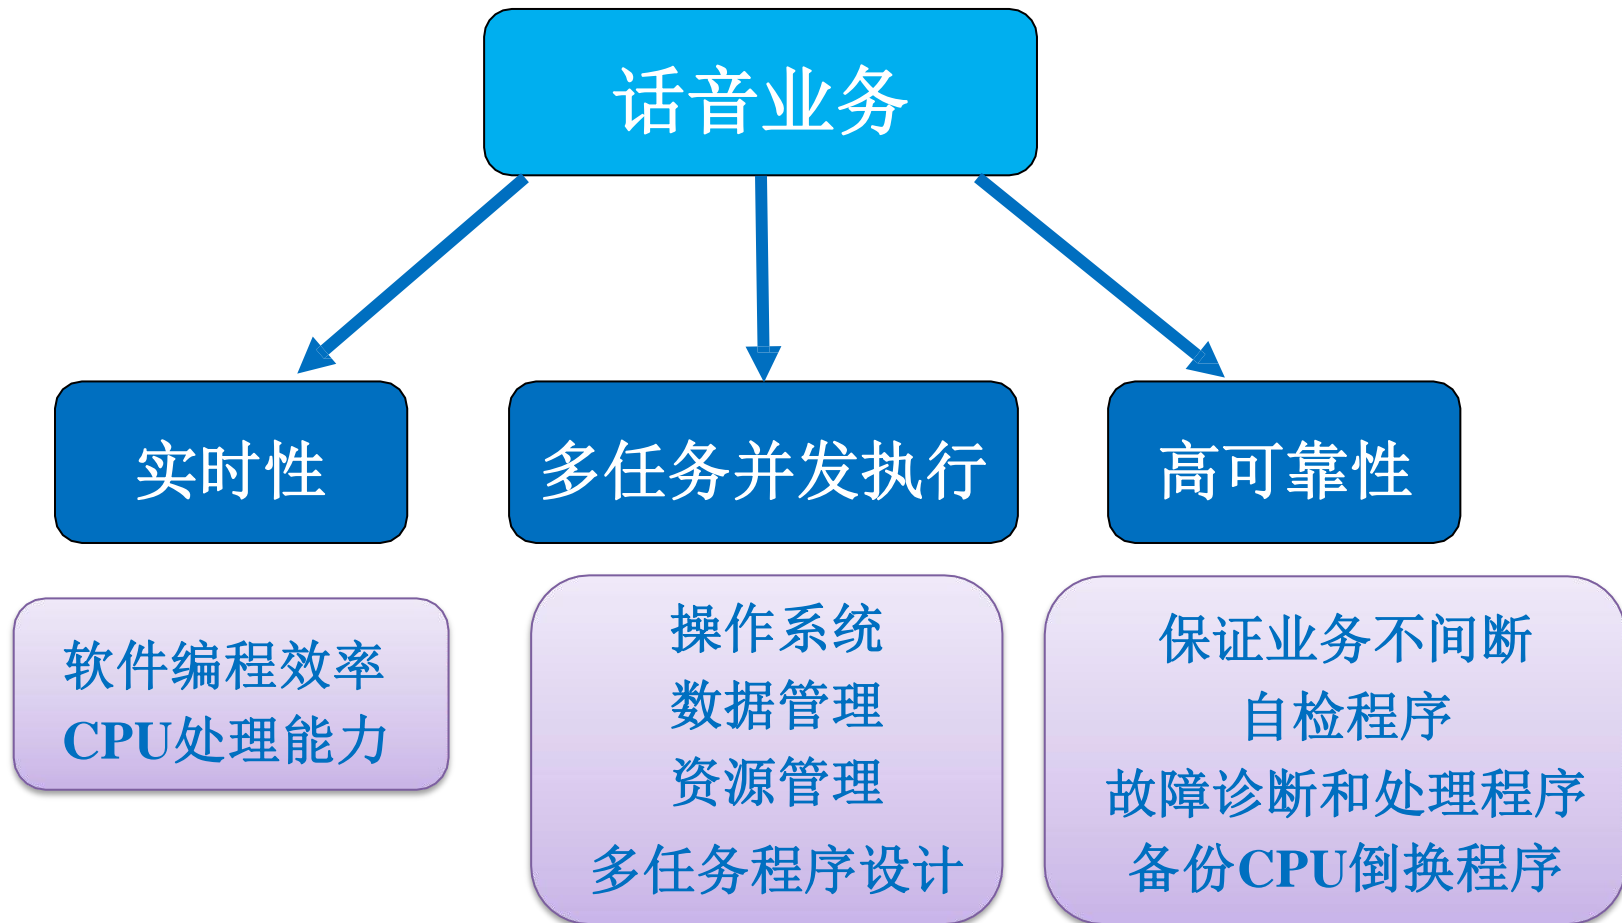 话音业务
实时性
多任务并发执行
高可靠性
软件编程效率
CPU处理能力
操作系统
数据管理
资源管理
多任务程序设计
保证业务不间断
自检程序
故障诊断和处理程序
备份CPU倒换程序